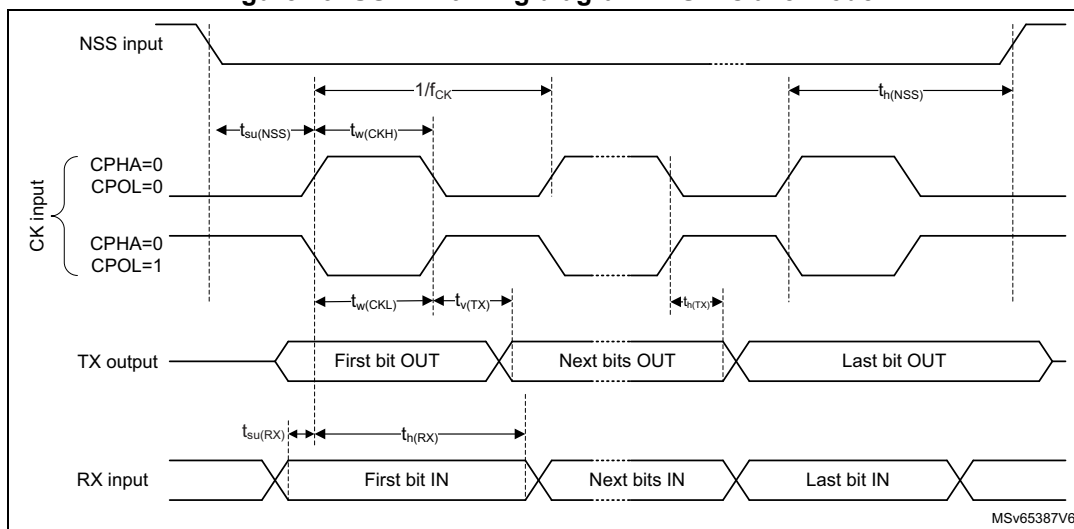 NSS input
1/fCK
th(NSS)
tsu(NSS)
tw(CKH)
CK input
CPHA=0
CPOL=0
CPHA=0
CPOL=1
tw(CKL)
tv(TX)
th(TX)
TX output
First bit OUT
Next bits OUT
Last bit OUT
tsu(RX)
th(RX)
RX input
First bit IN
Next bits IN
Last bit IN
MSv65387V6